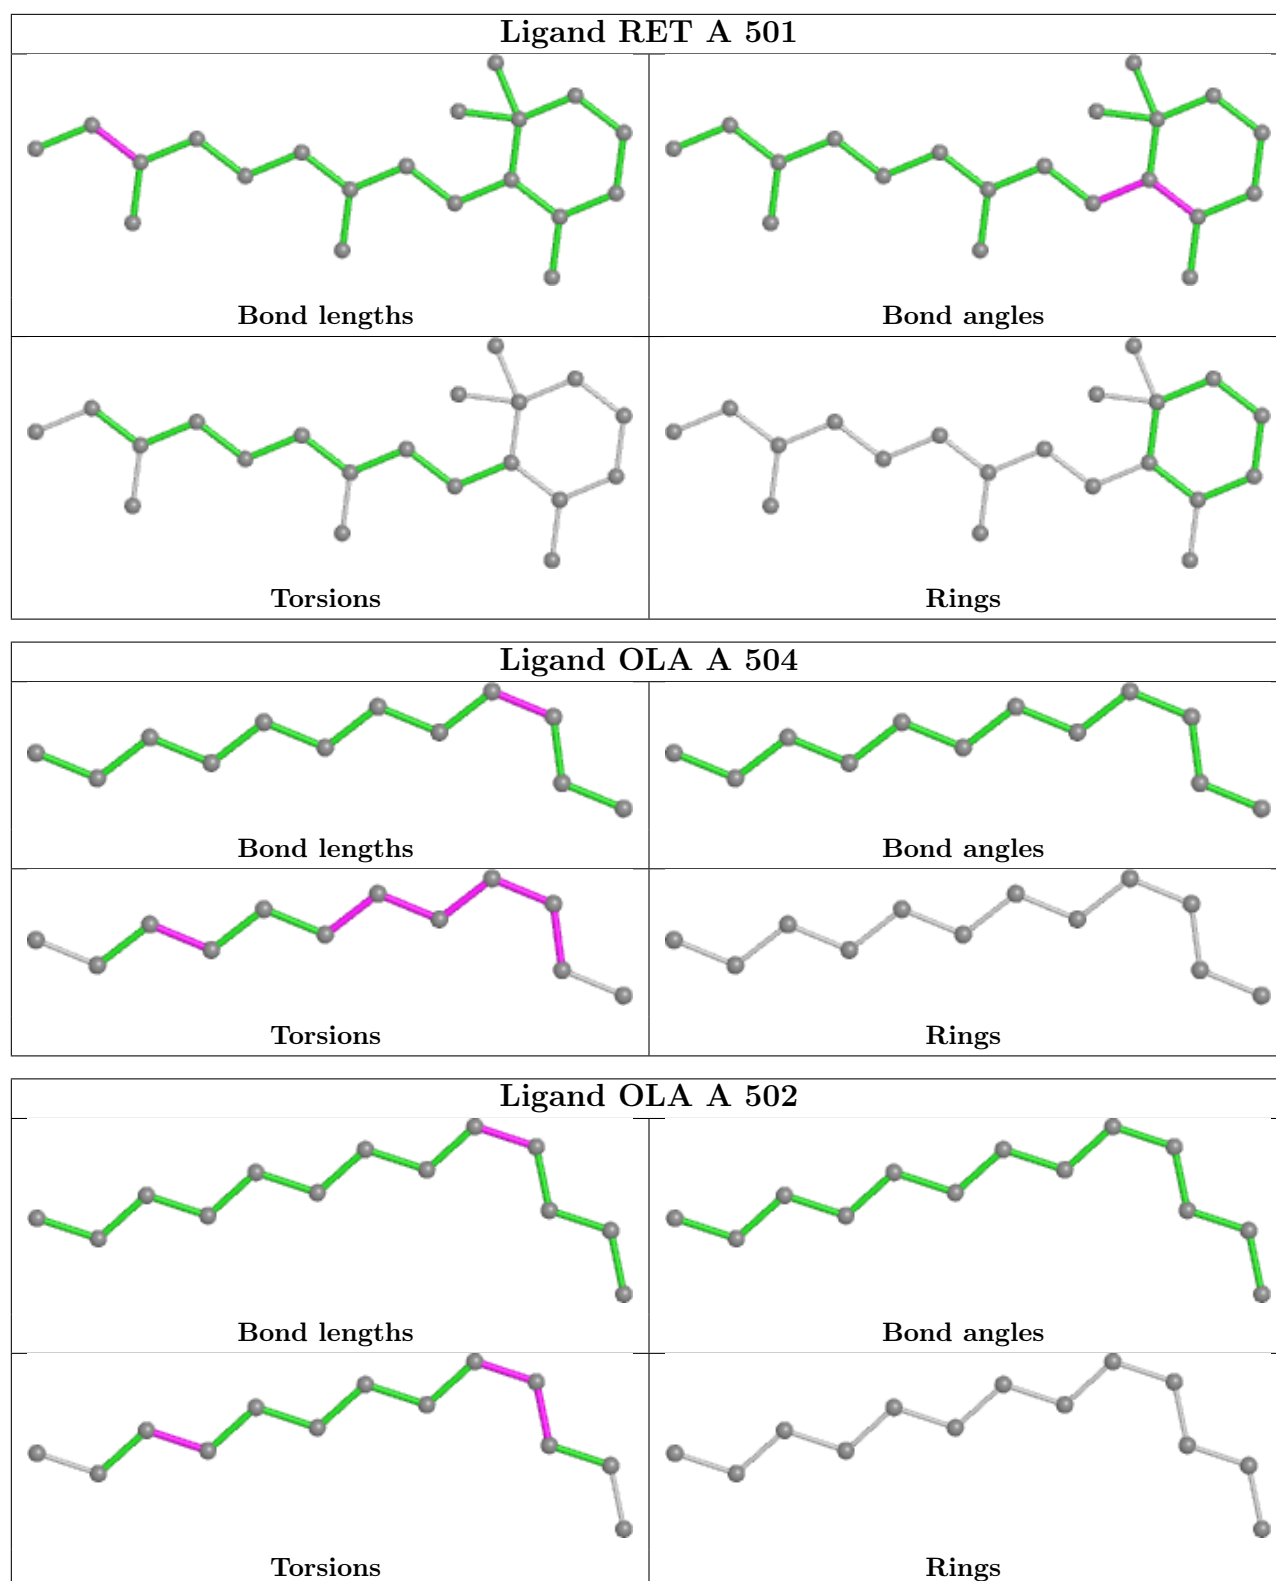 Ligand RET A 501
Bond lengths
Bond angles
Torsions
Rings
Ligand OLA A 504
Bond lengths
Bond angles
Torsions
Rings
Ligand OLA A 502
Bond lengths
Bond angles
Torsions
Rings